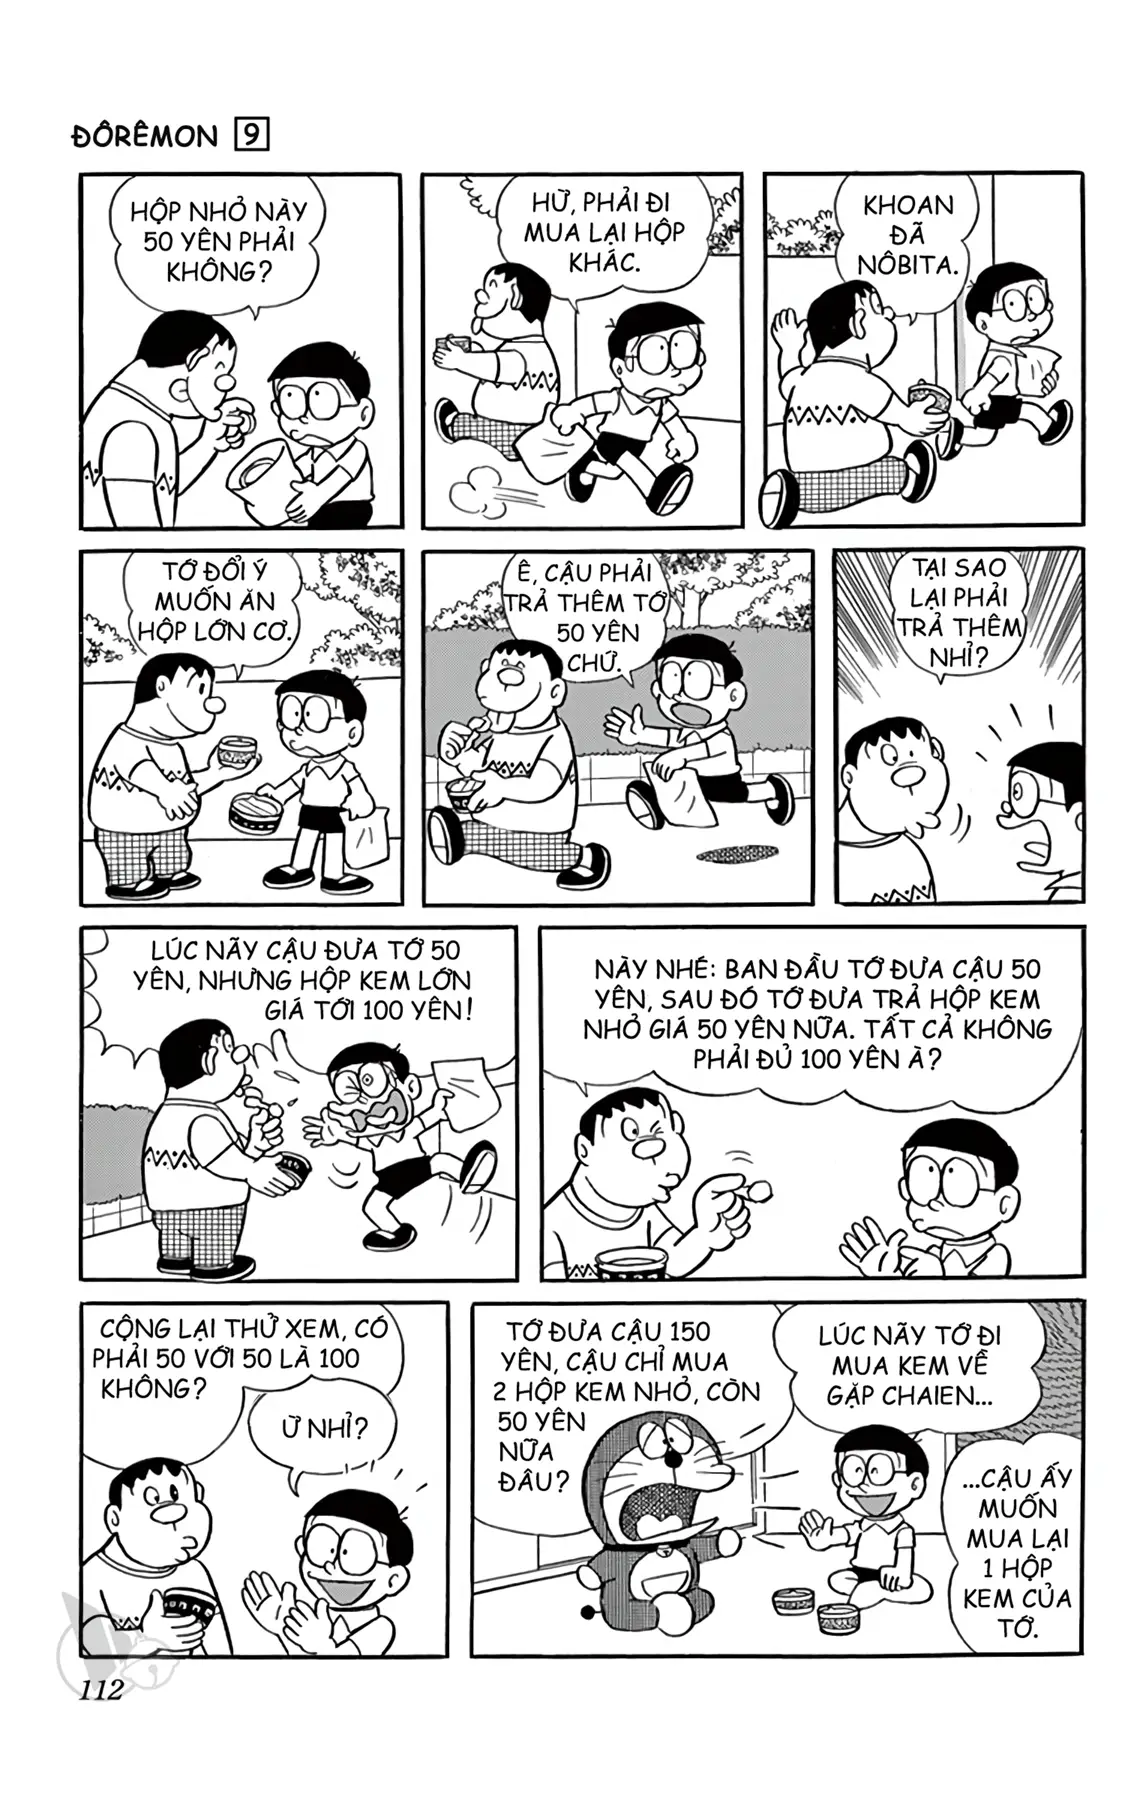 ĐÔRÊMON 9
HỘP NHỎ NÀY
50 YÊN PHẢI
KHÔNG?
HỪ, PHẢI ĐI
MUA LẠI HỘP
KHÁC.
KHOAN
ĐÃ
NÔBITA.
TỚ ĐỔI Ý
MUỐN ĂN
HỘP LỚN CƠ.
Ê, CẬU PHẢI
TRẢ THÊM TỚ
50 YÊN
CHỨ.
TẠI SAO
LẠI PHẢI
TRẢ THÊM
NHỈ?
LÚC NÃY CẬU ĐƯA TỚ 50
YÊN, NHƯNG HỘP KEM LỚN
GIÁ TỚI 100 YÊN!
NÀY NHÉ: BAN ĐẦU TỚ ĐƯA CẬU 50
YÊN, SAU ĐÓ TỚ ĐƯA TRẢ HỘP KEM
NHỎ GIÁ 50 YÊN NỮA. TẤT CẢ KHÔNG
PHẢI ĐỦ 100 YÊN À?
CỘNG LẠI THỬ XEM, CÓ
PHẢI 50 VỚI 50 LÀ 100
KHÔNG?
Ừ NHỈ?
TỚ ĐƯA CẬU 150
YÊN, CẬU CHỈ MUA
2 HỘP KEM NHỎ, CÒN
50 YÊN
NỮA
ĐÂU?
LÚC NÃY TỚ ĐI
MUA KEM VỀ
GẶP CHAIEN...
...CẬU ẤY
MUỐN
MUA LẠI
1 HỘP
KEM CỦA
TỚ.
112